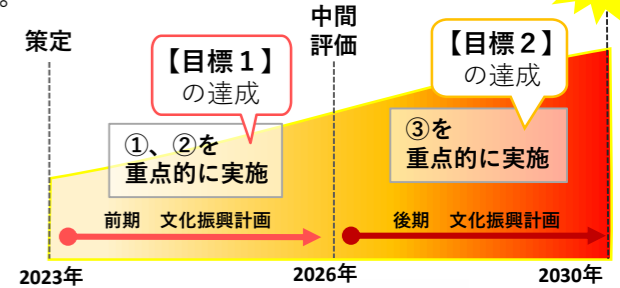 。
策定
中間
評価
【目標１】
の達成
【目標２】
の達成
①、②を
重点的に実施
③を
重点的に実施
前期　文化振興計画
後期　文化振興計画
2023年
2026年
2030年